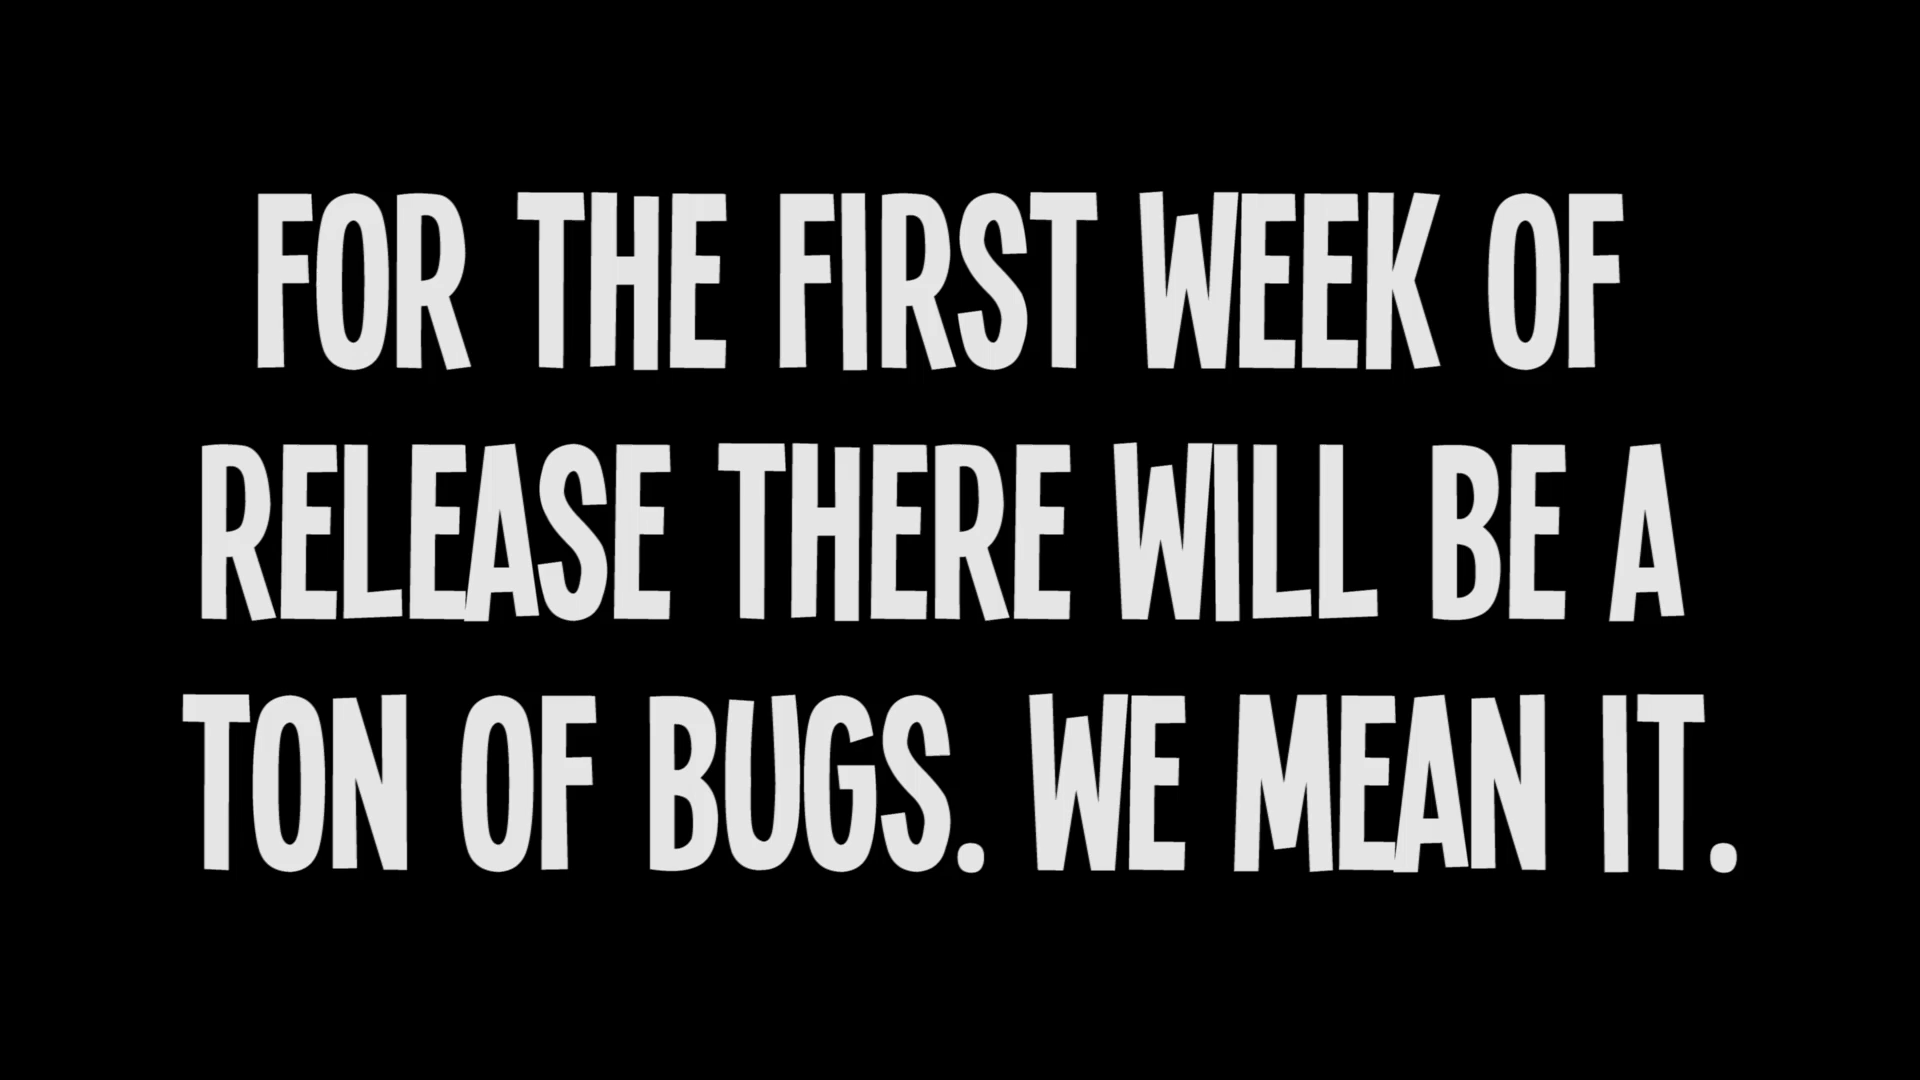 FOR THE FIRST WEEK OF
RELEASE THERE WILL BE A
TON OF BUGS. WE MEAN IT.